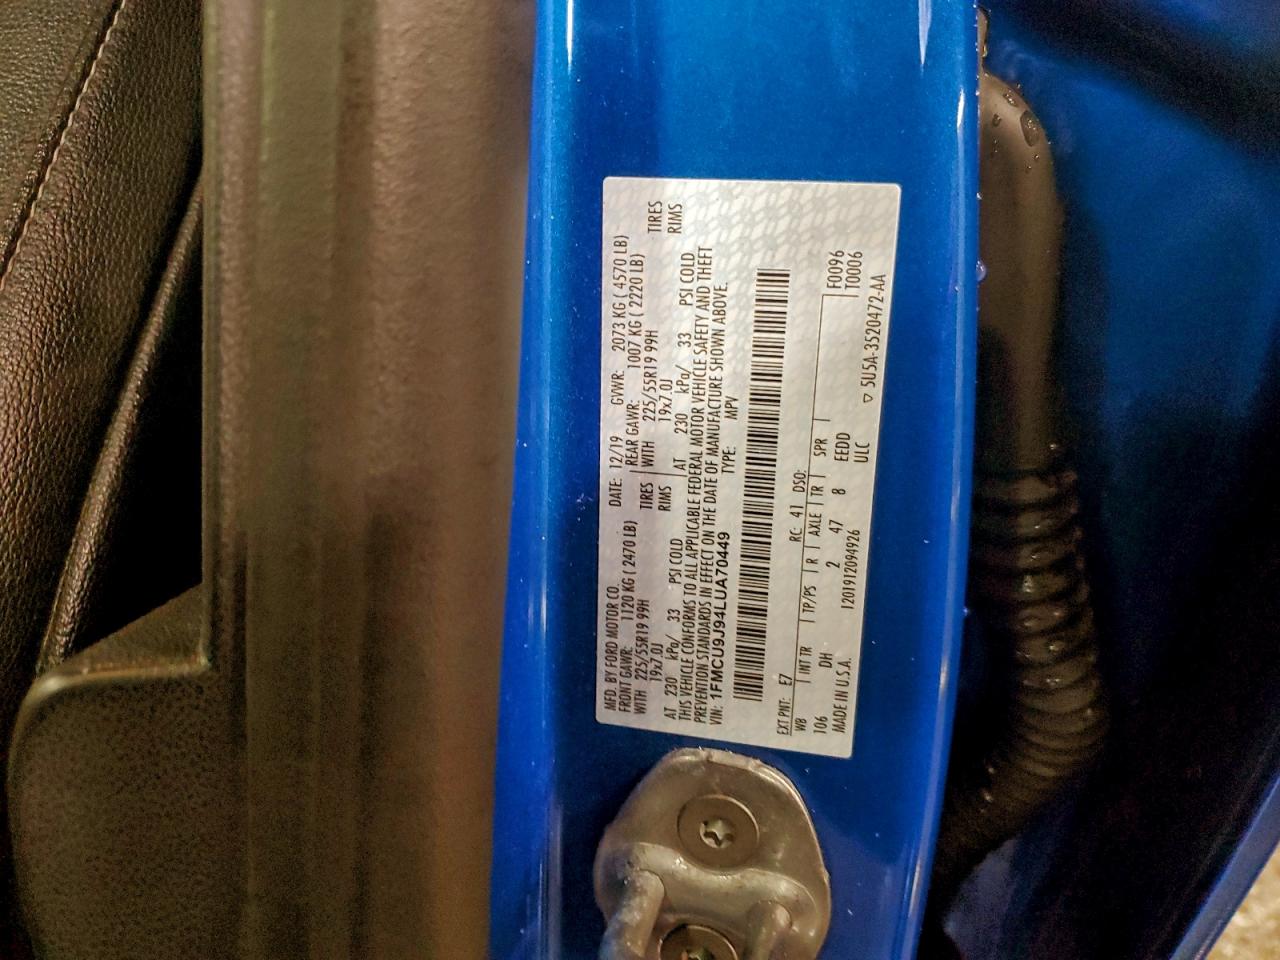 MFD. BY FORD MOTOR CO. DATE: 12/19 GVWR: 2073 KG ( 4570 LB)
FRONT GAWR: 1120 KG ( 2470 LB) REAR GAWR: 1007 KG ( 2220 LB)
WITH 225/55R19 99H TIRES WITH 225/55R19 99H TIRES
19x7.0J RIMS 19x7.0J RIMS
AT 230 kPa/ 33 PSI COLD AT 230 kPa/ 33 PSI COLD
THIS VEHICLE CONFORMS TO ALL APPLICABLE FEDERAL MOTOR VEHICLE SAFETY AND THEFT
PREVENTION STANDARDS IN EFFECT ON THE DATE OF MANUFACTURE SHOWN ABOVE.
VIN: 1FMCU9J94LUA70449 TYPE: MPV
EXT PNT: E7 RC: 41 DSO: F0096
WB INT TR TP/PS R AXLE TR SPR T0006
106 DH 2 47 8 EEDD
MADE IN U.S.A. 1201912094926 ULC
▽ 5U5A-3520472-AA